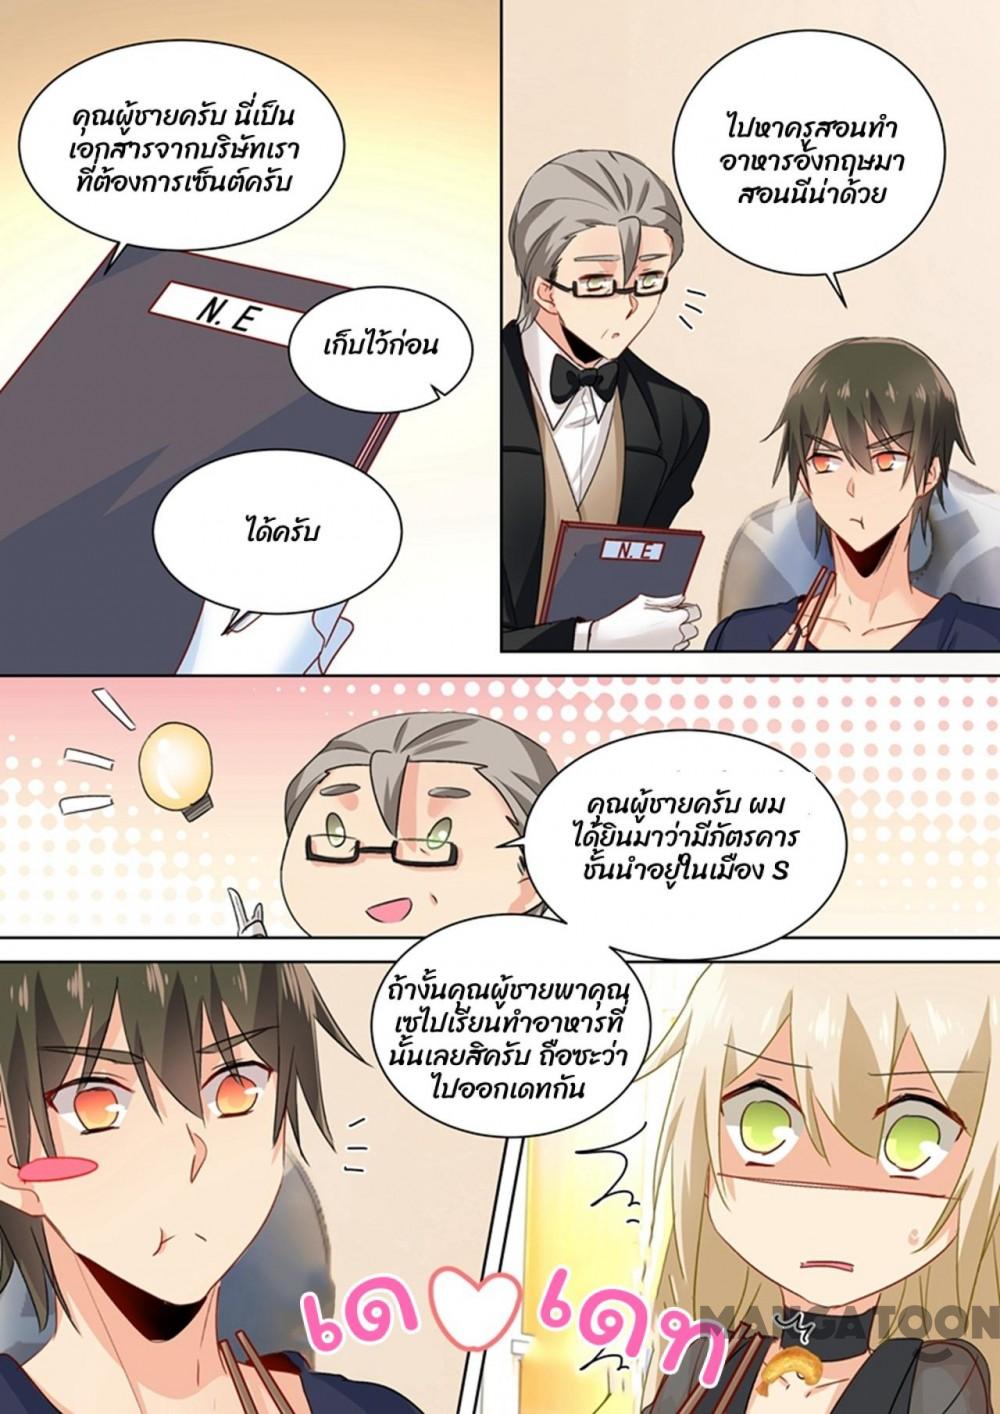 คุณผู้ชายครับ นี่เป็น
เอกสารจากบริษัทเรา
ที่ต้องการเซ็นต์ครับ
N. E
เก็บไว้ก่อน
ได้ครับ
ไปหาครูสอนทำ
อาหารอังกฤษมา
สอนนีน่าด้วย
N. E
คุณผู้ชายครับ ผม
ได้ยินมาว่ามีภัตรคาร
ชั้นนำอยู่ในเมือง S
ถ้างั้นคุณผู้ชายพาคุณ
เซไปเรียนทำอาหารที่
นั้นเลยสิครับ ถือซะว่า
ไปออกเดทกัน
เด♡เดท
MANGATOON